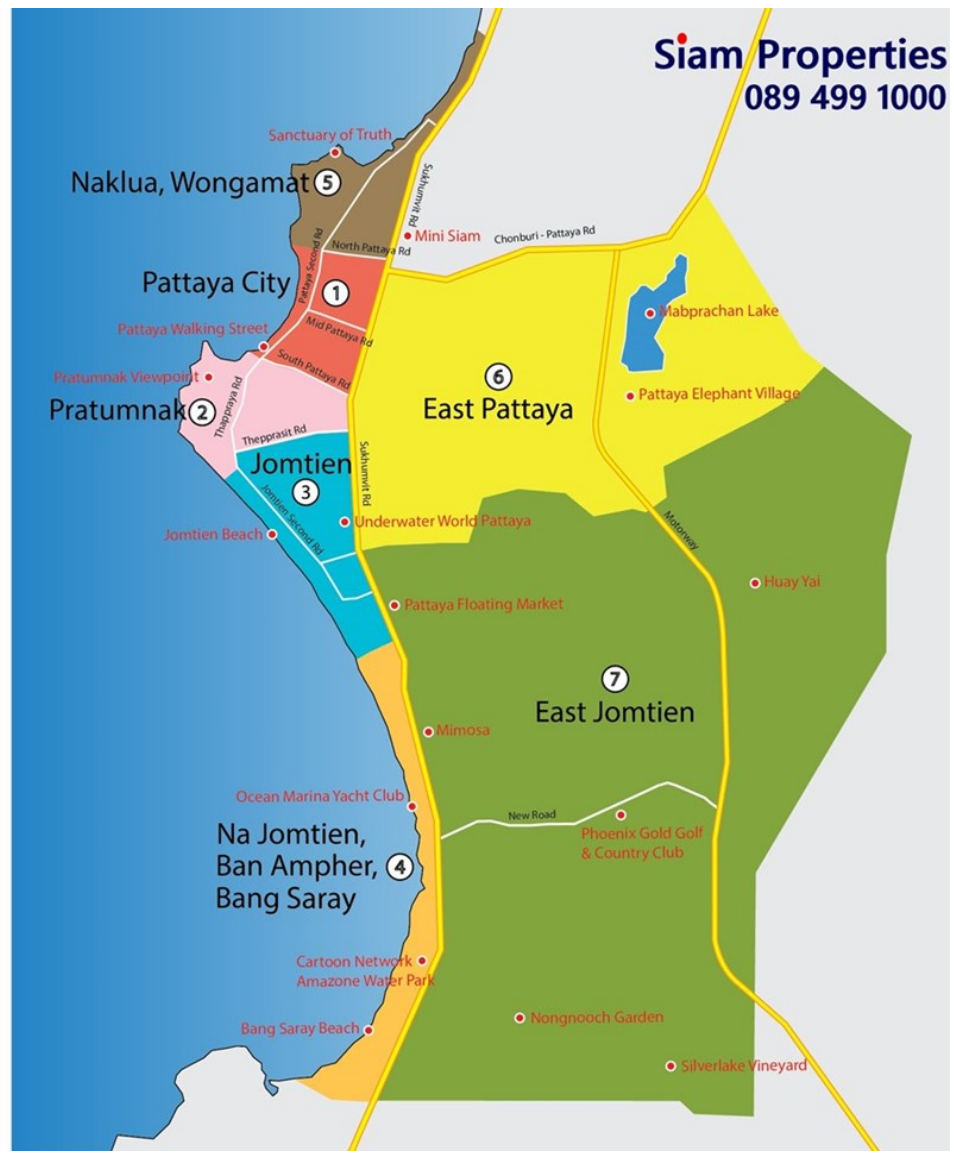 Siam Properties
089 499 1000
Sanctuary of Truth
Naklua, Wongamat
5
Sukhumvit Rd
Mini Siam
Chonburi - Pattaya Rd
Pattaya Second Rd
North Pattaya Rd
Pattaya City
1
Mabprachan Lake
Pattaya Walking Street
Mid Pattaya Rd
South Pattaya Rd
Pratumnak Viewpoint
6
Pattaya Elephant Village
Pratumnak
2
Thappraya Rd
East Pattaya
Thepprasit Rd
Jomtien
3
Sukhumvit Rd
Jomtien Second Rd
Underwater World Pattaya
Jomtien Beach
Motorway
Huay Yai
Pattaya Floating Market
7
East Jomtien
Mimosa
Ocean Marina Yacht Club
New Road
Phoenix Gold Golf
& Country Club
Na Jomtien,
Ban Ampher,
Bang Saray
4
Cartoon Network
Amazone Water Park
Nongnooch Garden
Bang Saray Beach
Silverlake Vineyard